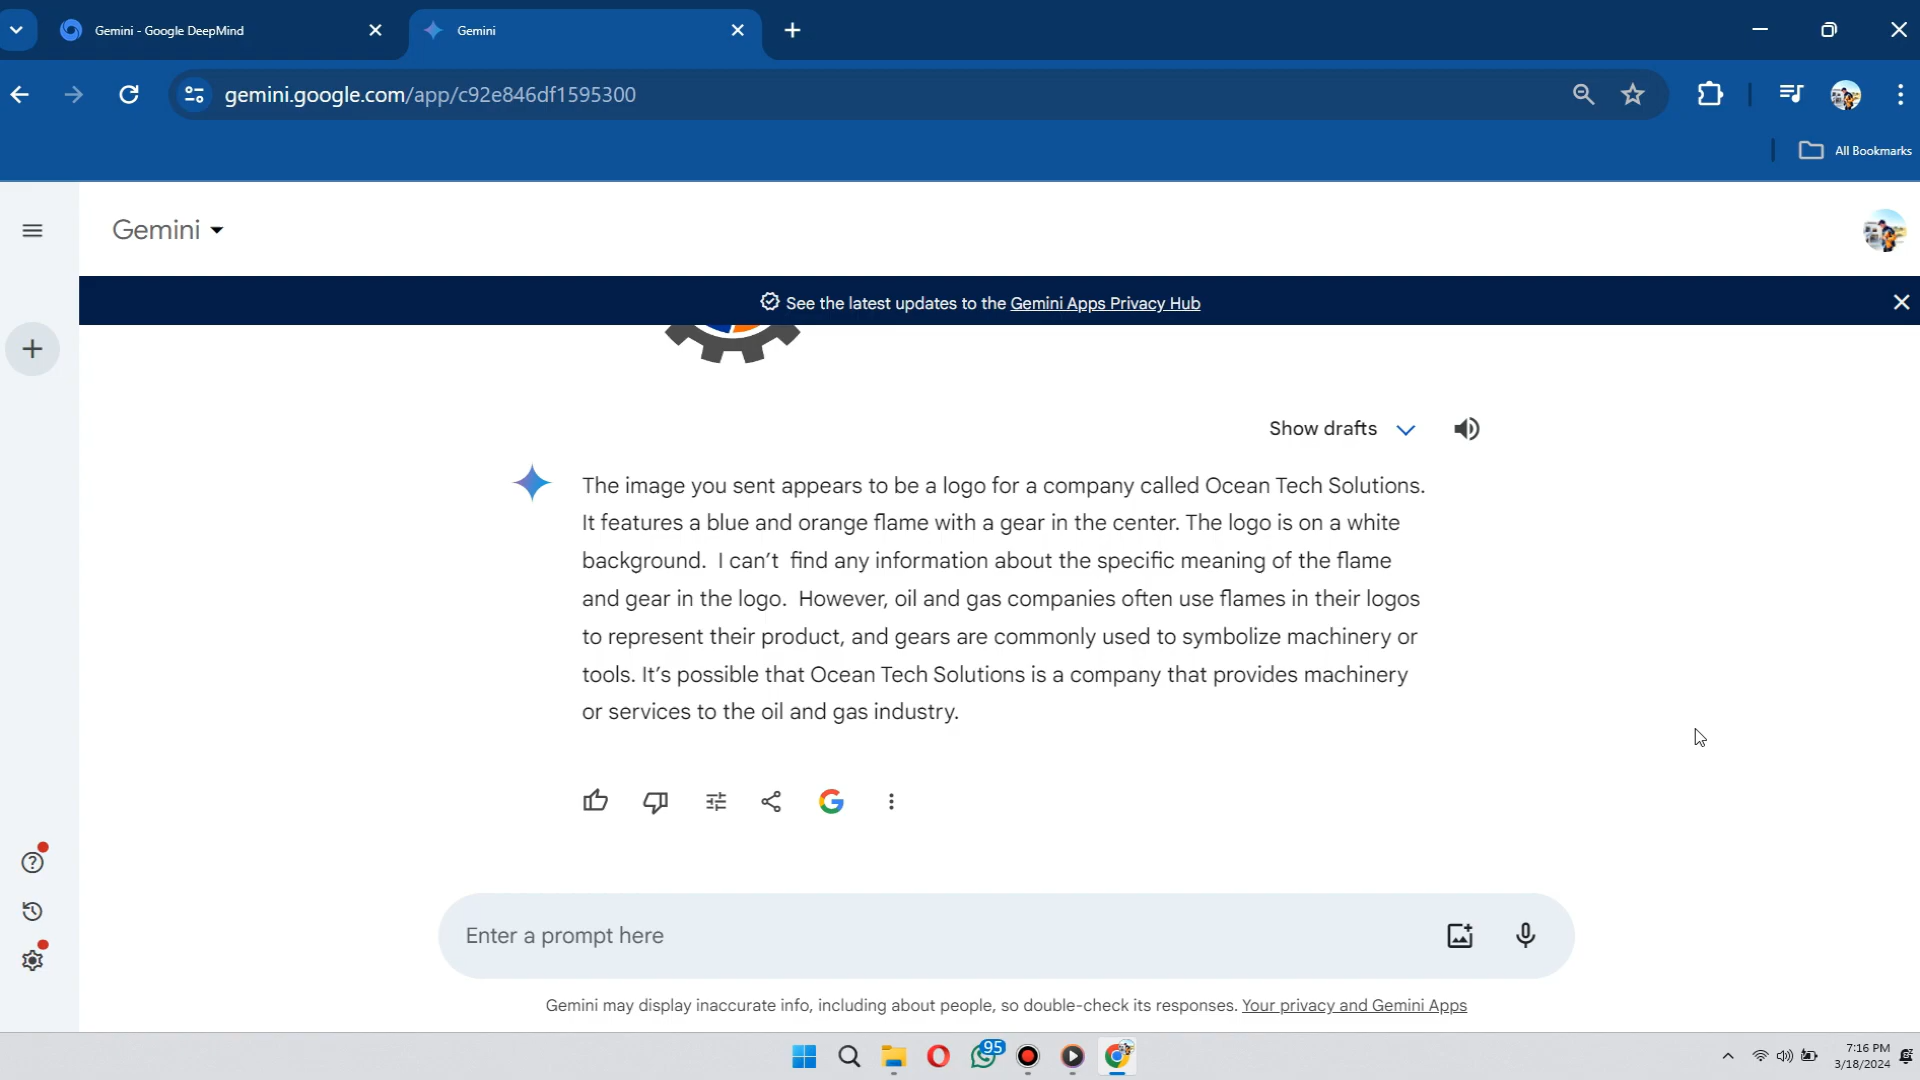 Gemini - Google DeepMind
Gemini
gemini.google.com/app/c92e846df1595300
All Bookmarks
Gemini
See the latest updates to the Gemini Apps Privacy Hub
Show drafts
The image you sent appears to be a logo for a company called Ocean Tech Solutions.
It features a blue and orange flame with a gear in the center. The logo is on a white
background.  I can't  find any information about the specific meaning of the flame
and gear in the logo.  However, oil and gas companies often use flames in their logos
to represent their product, and gears are commonly used to symbolize machinery or
tools. It's possible that Ocean Tech Solutions is a company that provides machinery
or services to the oil and gas industry.
Enter a prompt here
Gemini may display inaccurate info, including about people, so double-check its responses. Your privacy and Gemini Apps
95
7:16 PM
3/18/2024